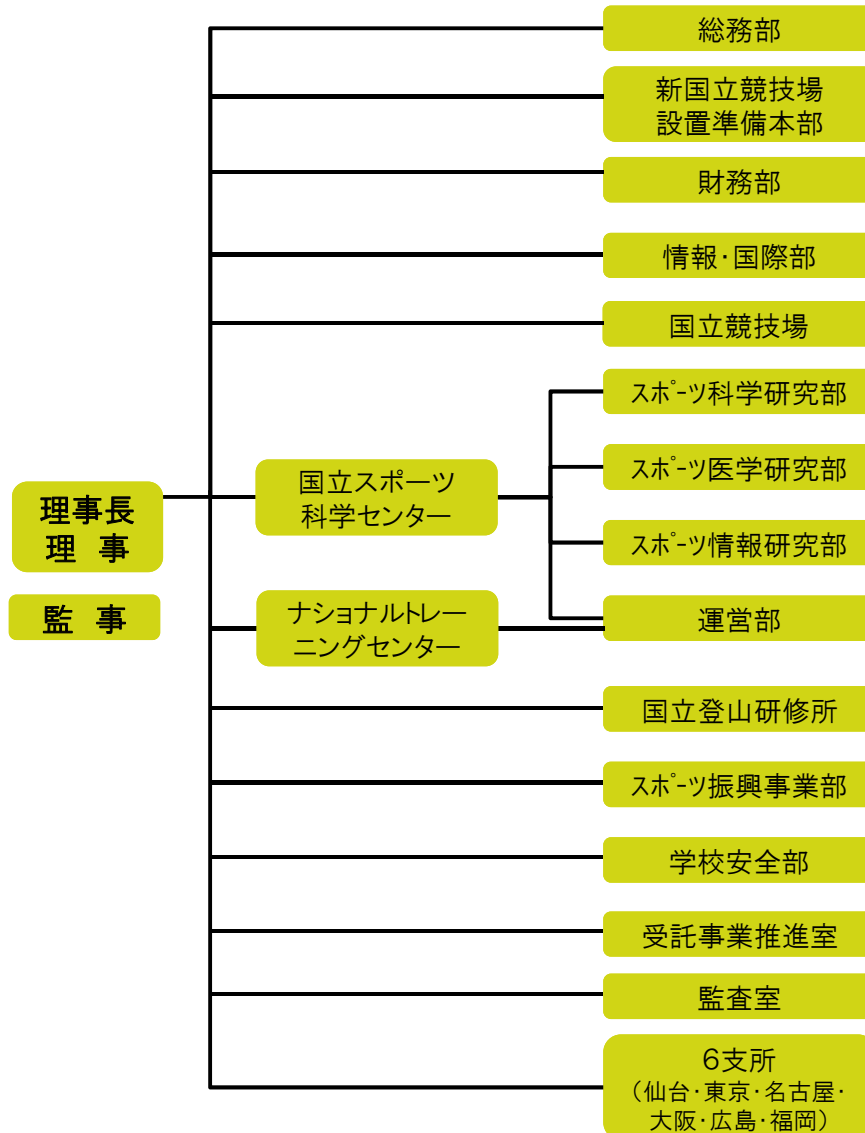 総務部
新国立競技場
設置準備本部
財務部
情報・国際部
国立競技場
スポーツ科学研究部
国立スポーツ
科学センター
スポーツ医学研究部
理事長
理 事
スポーツ情報研究部
監 事
ナショナルトレー
ニングセンター
運営部
国立登山研修所
スポーツ振興事業部
学校安全部
受託事業推進室
監査室
6支所
（仙台・東京・名古屋・
大阪・広島・福岡）